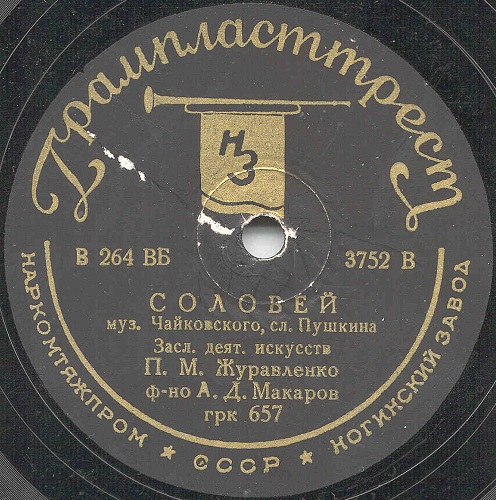 Грампласттрест
НЗ
В 264 ВБ
3752 В
СОЛОВЕЙ
муз. Чайковского, сл. Пушкина
Засл. деят. искусств
П. М. Журавленко
ф-но А. Д. Макаров
грк 657
НАРКОМТЯЖПРОМ ★ СССР ★ НОГИНСКИЙ ЗАВОД